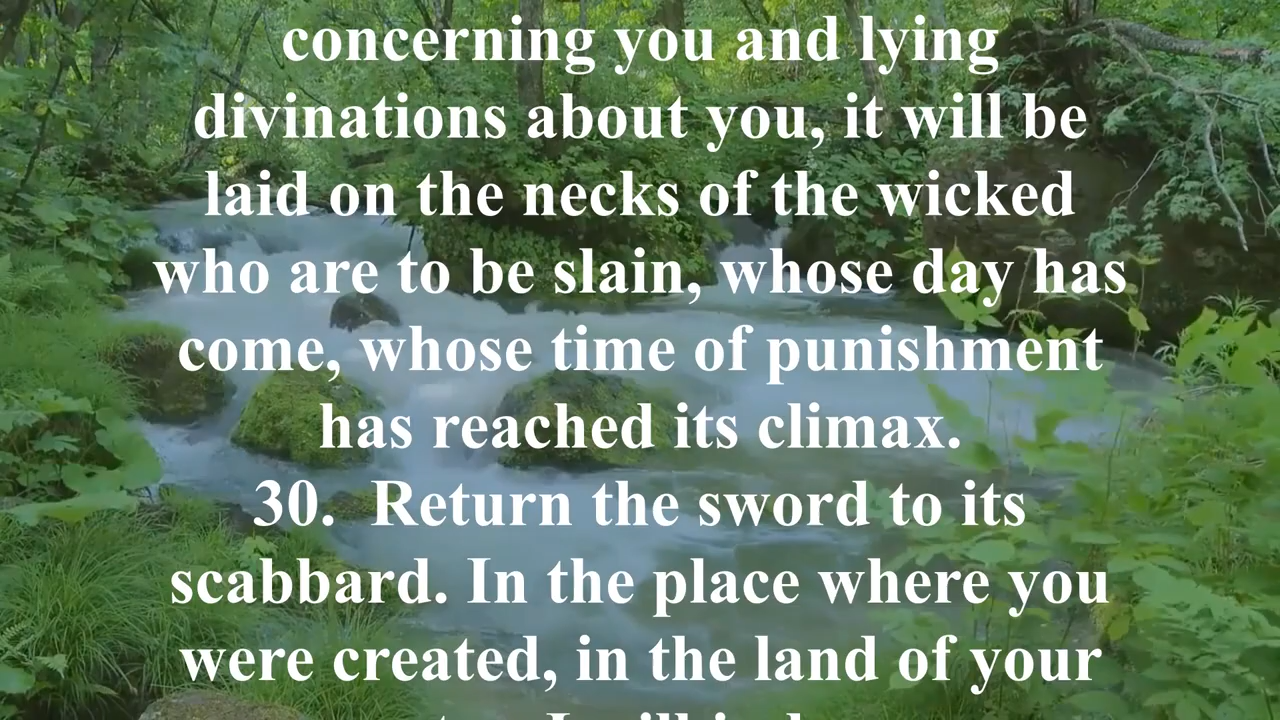 concerning you and lying
divinations about you, it will be
laid on the necks of the wicked
who are to be slain, whose day has
come, whose time of punishment
has reached its climax.
30. Return the sword to its
scabbard. In the place where you
were created, in the land of your